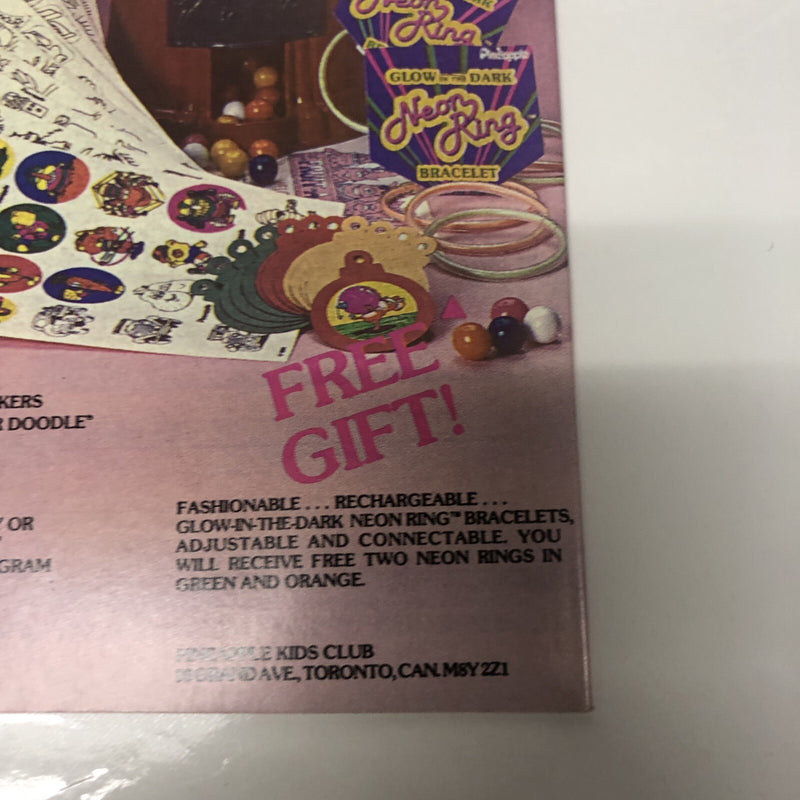 Neon
Ring
Pineapple
GLOW IN THE DARK
Neon
Ring
BRACELET
KERS
R DOODLE®
FREE
GIFT!
Y OR
GRAM
FASHIONABLE . . . RECHARGEABLE . . .
GLOW-IN-THE-DARK NEON RING™ BRACELETS,
ADJUSTABLE AND CONNECTABLE. YOU
WILL RECEIVE FREE TWO NEON RINGS IN
GREEN AND ORANGE.
PINEAPPLE KIDS CLUB
GRAND AVE., TORONTO, CAN. M8Y 2Z1